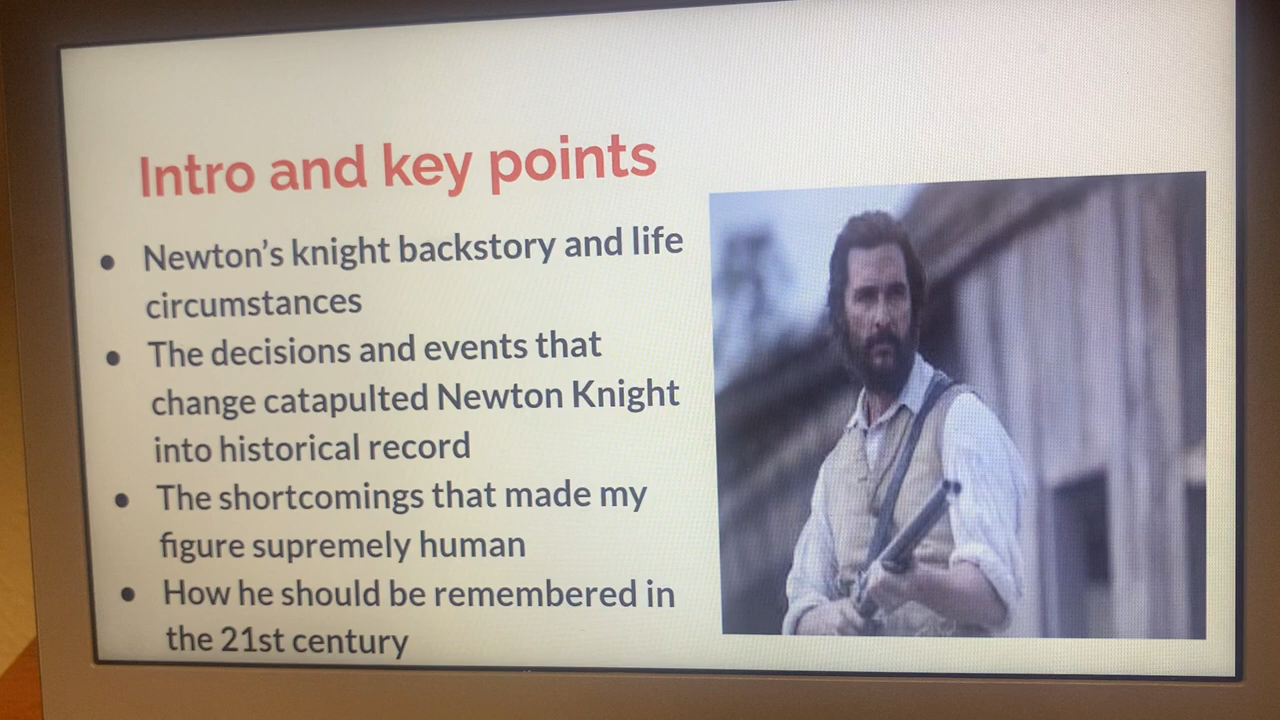 Intro and key points
● Newton's knight backstory and life
circumstances
● The decisions and events that
change catapulted Newton Knight
into historical record
● The shortcomings that made my
figure supremely human
● How he should be remembered in
the 21st century